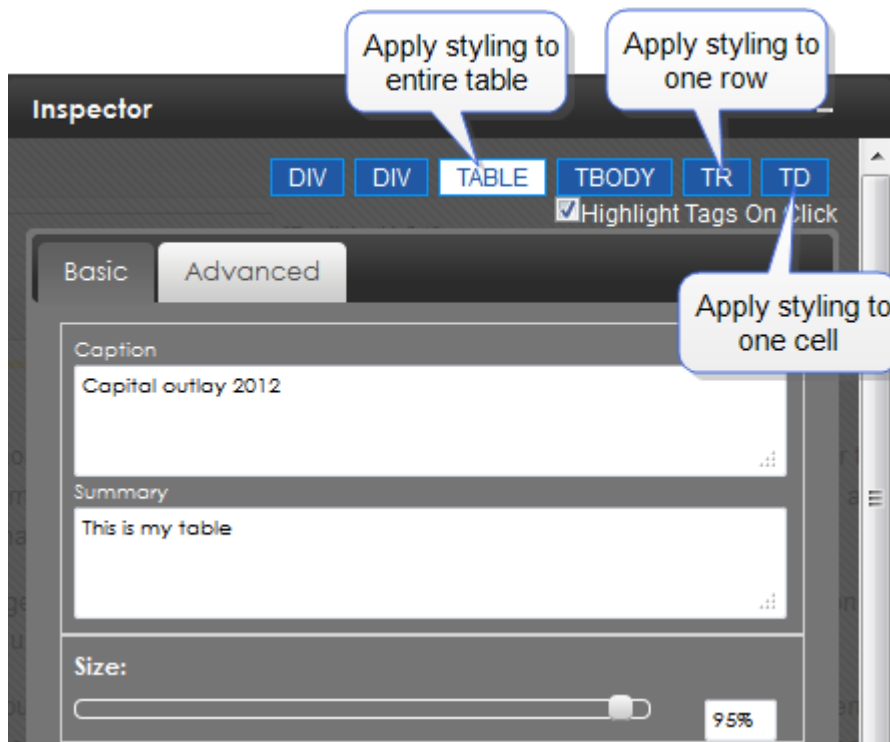 Apply styling to
entire table
Apply styling to
one row
Inspector
DIV DIV TABLE TBODY TR TD
Highlight Tags On Click
Basic Advanced
Apply styling to
one cell
Caption
Capital outlay 2012
Summary
This is my table
Size:
95%